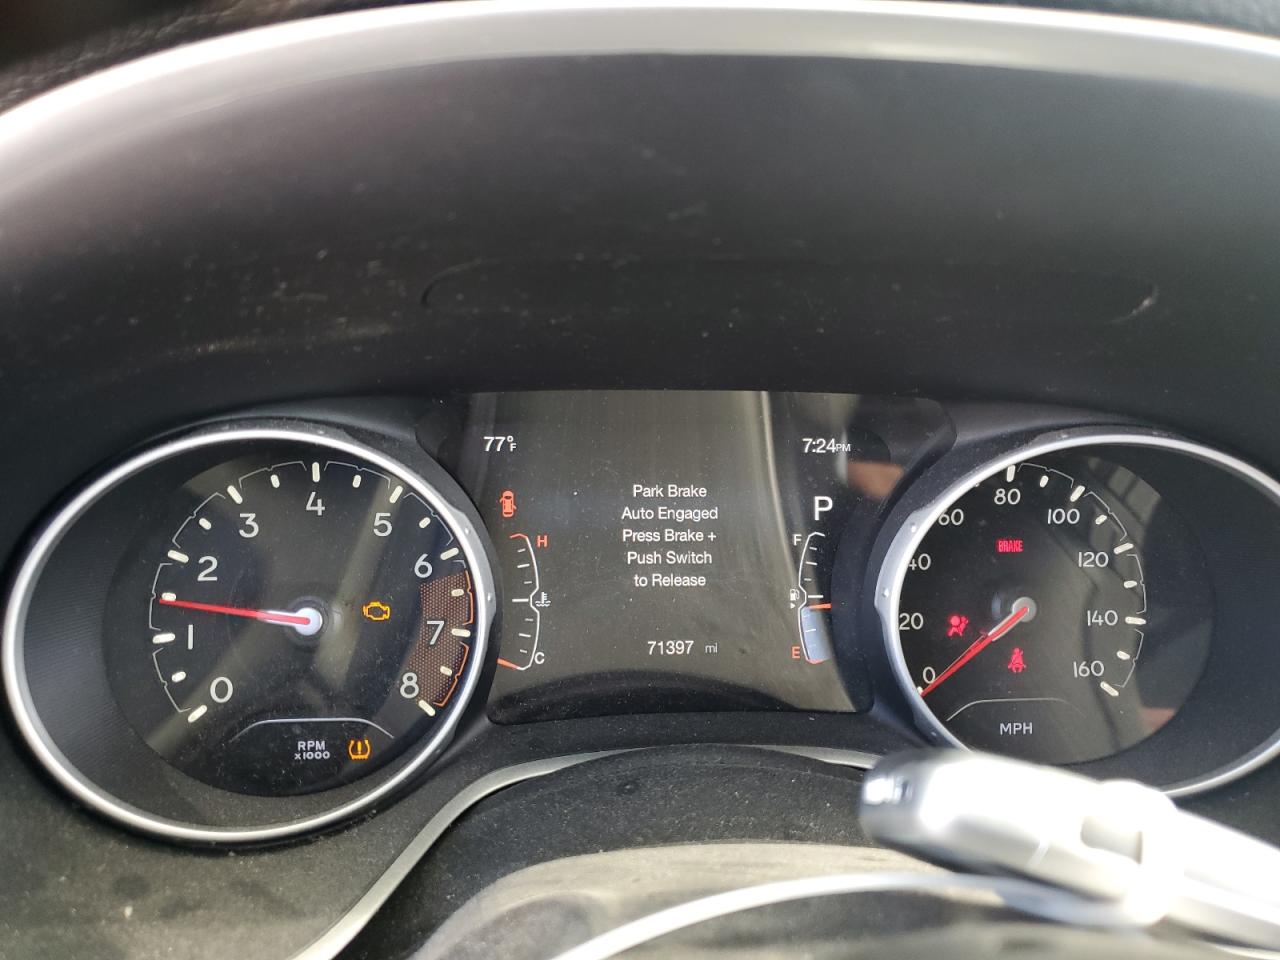 77°F
7:24PM
Park Brake
Auto Engaged
Press Brake +
Push Switch
to Release
P
H
C
F
E
71397 mi
0
1
2
3
4
5
6
7
8
RPM
x1000
0
20
40
60
80
100
120
140
160
BRAKE
MPH